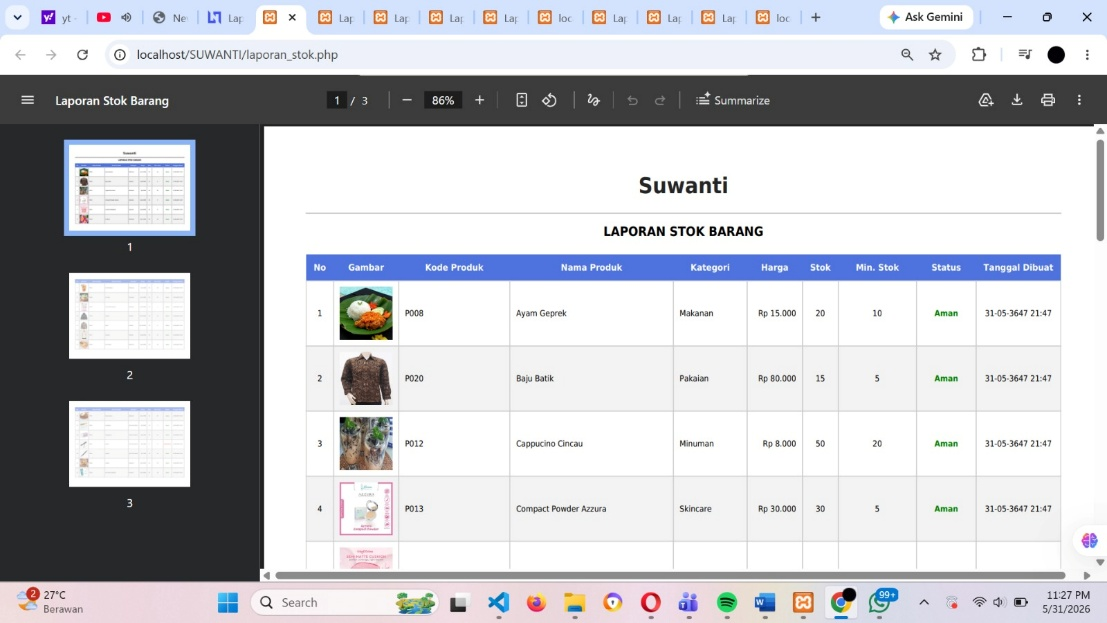 yt -
Ne
Lap
Lap
Lap
Lap
Lap
loc
Lap
Lap
Lap
loc
Ask Gemini
localhost/SUWANTI/laporan_stok.php
Laporan Stok Barang
1 / 3
86%
Summarize
Suwanti
LAPORAN STOK BARANG
No Gambar Kode Produk Nama Produk Kategori Harga Stok Min. Stok Status Tanggal Dibuat
1 P008 Ayam Geprek Makanan Rp 15.000 20 10 Aman 31-05-3647 21:47
2 P020 Baju Batik Pakaian Rp 80.000 15 5 Aman 31-05-3647 21:47
3 P012 Cappucino Cincau Minuman Rp 8.000 50 20 Aman 31-05-3647 21:47
4 P013 Compact Powder Azzura Skincare Rp 30.000 30 5 Aman 31-05-3647 21:47
1
2
3
2
27°C
Berawan
Search
99+
11:27 PM
5/31/2026